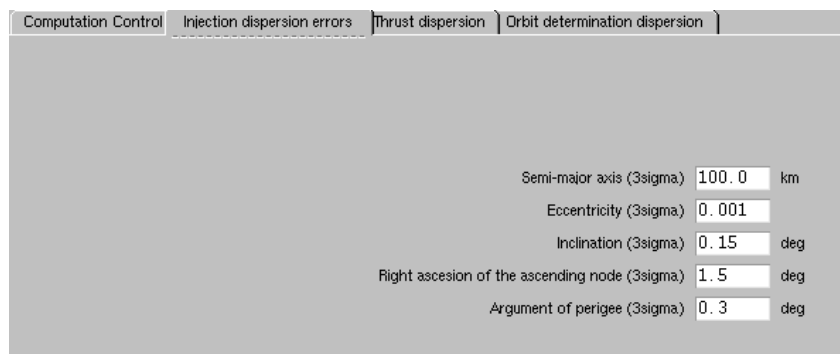 Computation Control Injection dispersion errors Thrust dispersion Orbit determination dispersion
Semi-major axis (3sigma) 100.0 km
Eccentricity (3sigma) 0.001
Inclination (3sigma) 0.15 deg
Right ascesion of the ascending node (3sigma) 1.5 deg
Argument of perigee (3sigma) 0.3 deg